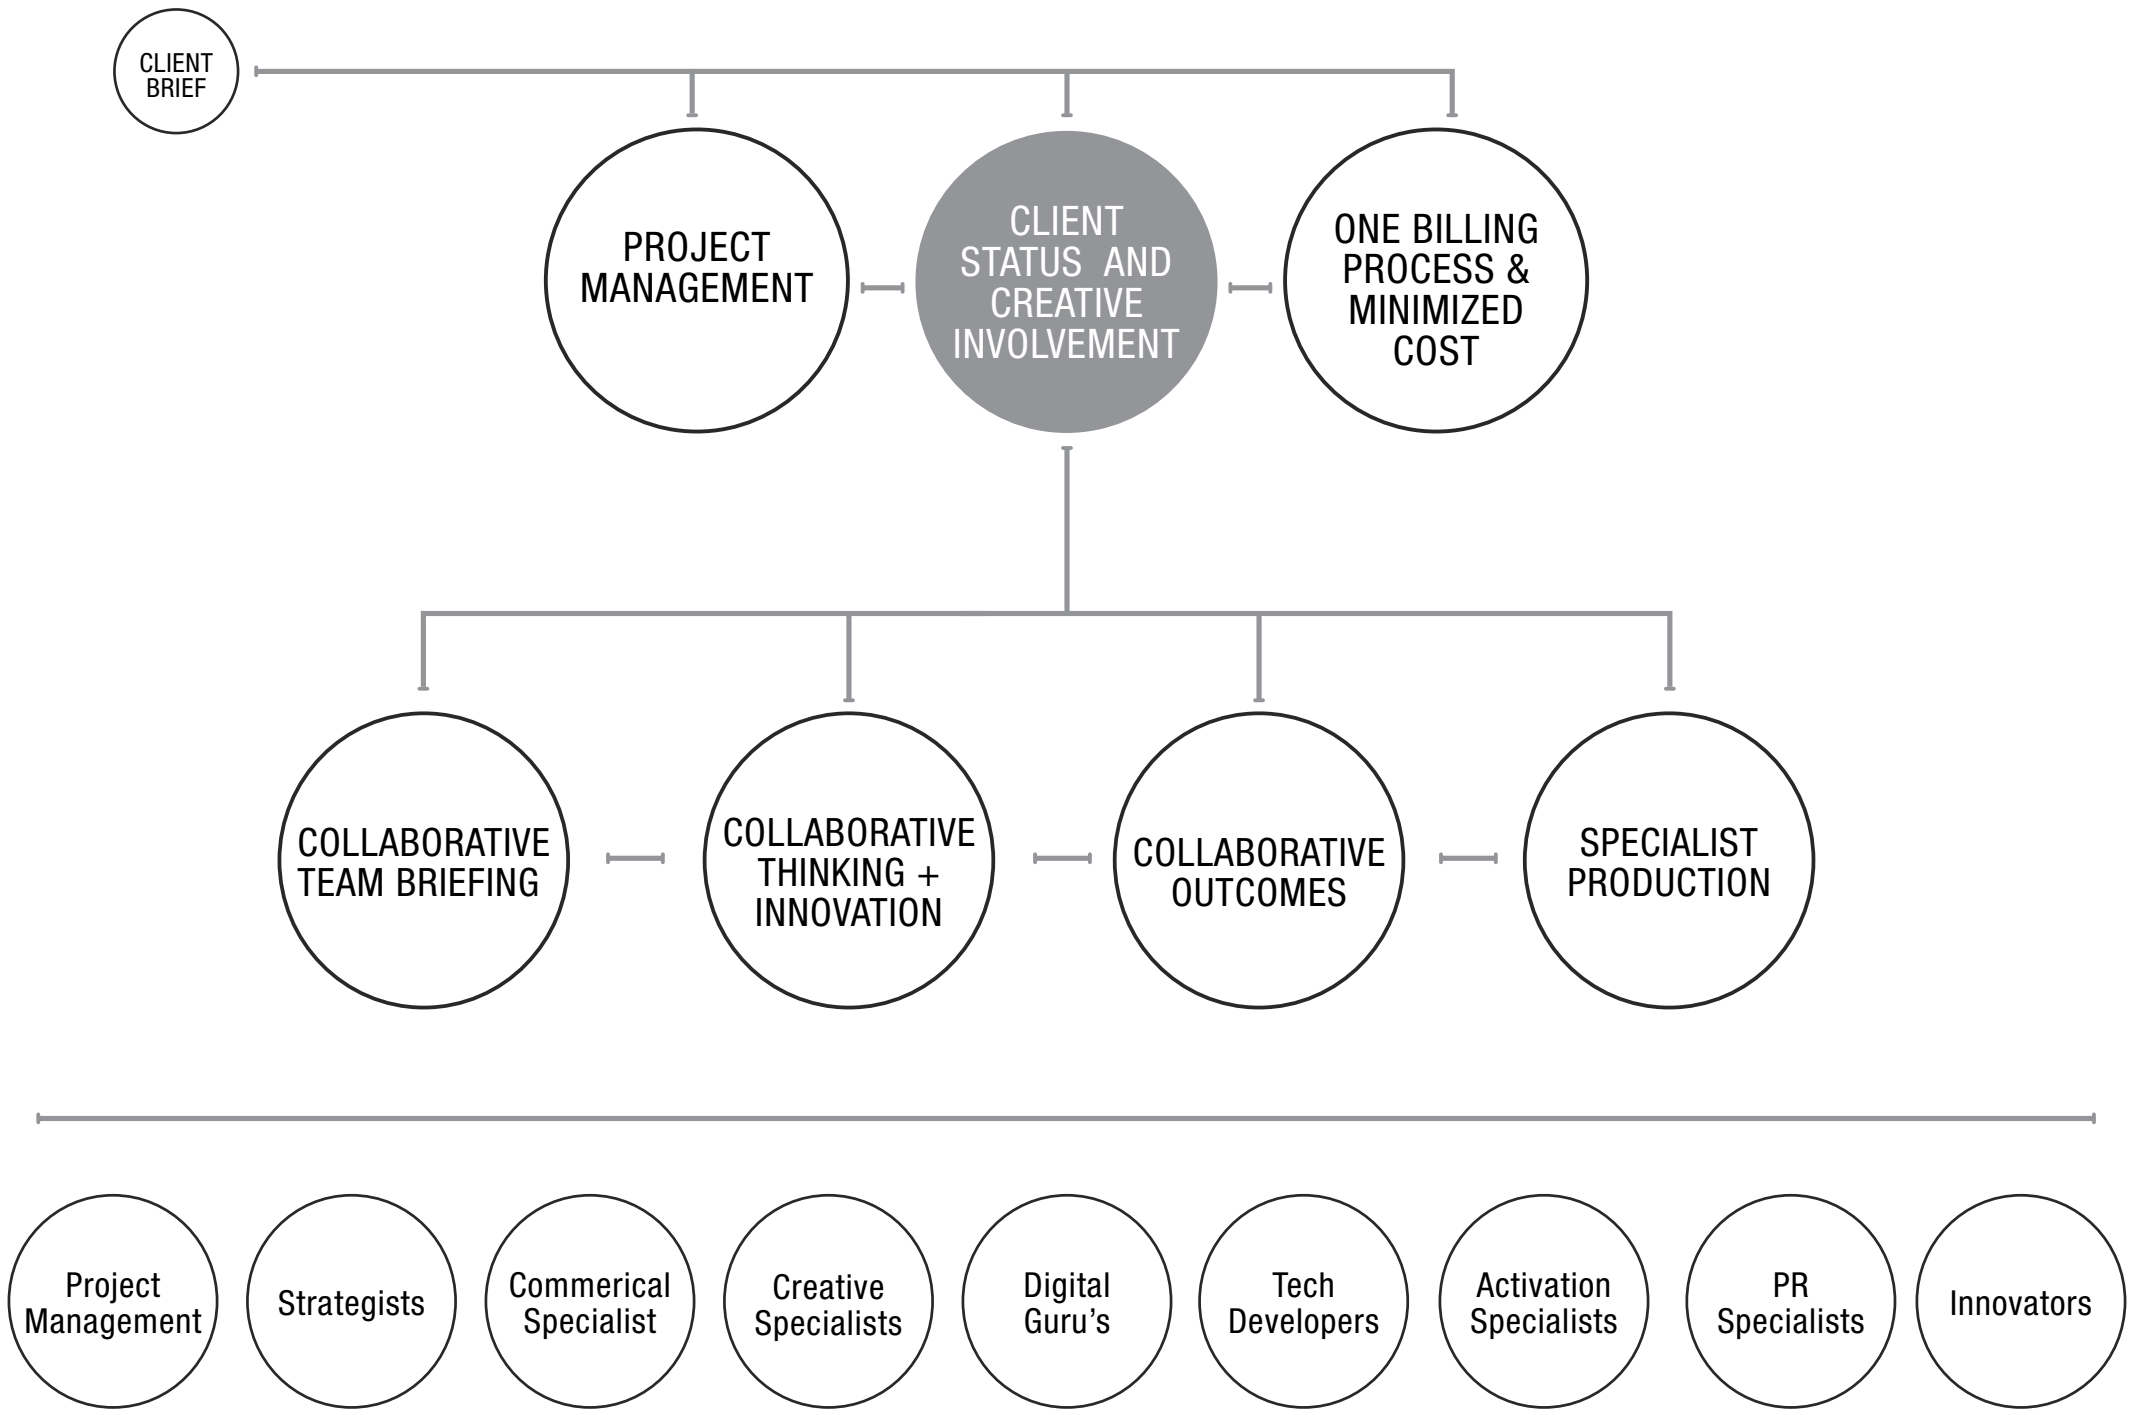 CLIENT
BRIEF
PROJECT
MANAGEMENT
CLIENT
STATUS AND
CREATIVE
INVOLVEMENT
ONE BILLING
PROCESS &
MINIMIZED
COST
COLLABORATIVE
TEAM BRIEFING
COLLABORATIVE
THINKING +
INNOVATION
COLLABORATIVE
OUTCOMES
SPECIALIST
PRODUCTION
Project
Management
Strategists
Commerical
Specialist
Creative
Specialists
Digital
Guru’s
Tech
Developers
Activation
Specialists
PR
Specialists
Innovators